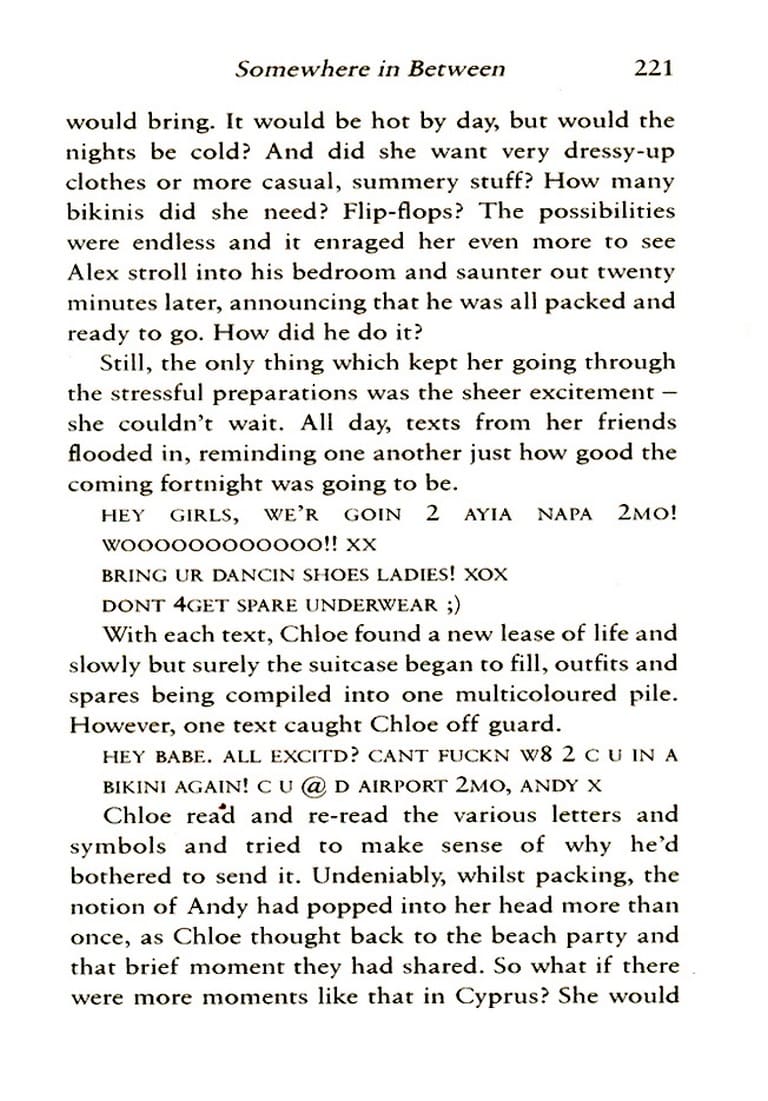 Somewhere in Between 221
would bring. It would be hot by day, but would the
nights be cold? And did she want very dressy-up
clothes or more casual, summery stuff? How many
bikinis did she need? Flip-flops? The possibilities
were endless and it enraged her even more to see
Alex stroll into his bedroom and saunter out twenty
minutes later, announcing that he was all packed and
ready to go. How did he do it?
Still, the only thing which kept her going through
the stressful preparations was the sheer excitement –
she couldn't wait. All day, texts from her friends
flooded in, reminding one another just how good the
coming fortnight was going to be.
HEY GIRLS, WE'R GOIN 2 AYIA NAPA 2MO!
WOOOOOOOOOOOO!! XX
BRING UR DANCIN SHOES LADIES! XOX
DONT 4GET SPARE UNDERWEAR ;)
With each text, Chloe found a new lease of life and
slowly but surely the suitcase began to fill, outfits and
spares being compiled into one multicoloured pile.
However, one text caught Chloe off guard.
HEY BABE. ALL EXCITD? CANT FUCKN W8 2 C U IN A
BIKINI AGAIN! C U @ D AIRPORT 2MO, ANDY X
Chloe read and re-read the various letters and
symbols and tried to make sense of why he'd
bothered to send it. Undeniably, whilst packing, the
notion of Andy had popped into her head more than
once, as Chloe thought back to the beach party and
that brief moment they had shared. So what if there
were more moments like that in Cyprus? She would